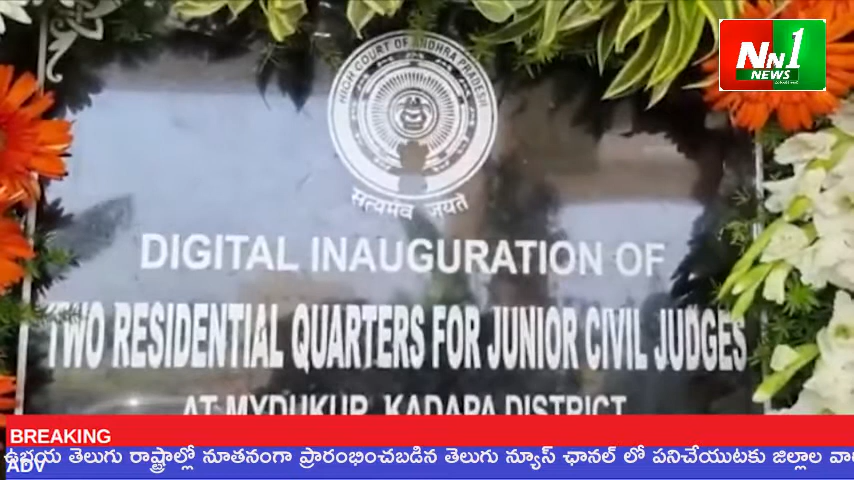 HIGH COURT OF ANDHRA PRADESH
सत्यमेव जयते
DIGITAL INAUGURATION OF
TWO RESIDENTIAL QUARTERS FOR JUNIOR CIVIL JUDGES
AT MYDUKUR, KADAPA DISTRICT
NN1
NEWS
BREAKING
ఉభయ తెలుగు రాష్ట్రాల్లో నూతనంగా ప్రారంభించబడిన తెలుగు న్యూస్ ఛానల్ లో పనిచేయుటకు జిల్లాల వా
ADV